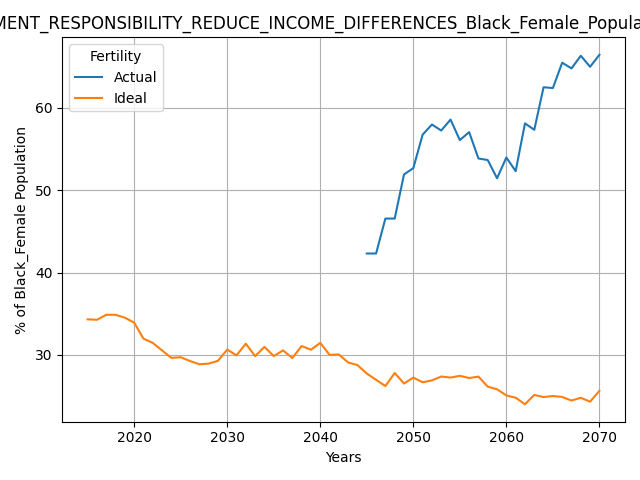 MENT_RESPONSIBILITY_REDUCE_INCOME_DIFFERENCES_Black_Female_Popula
Fertility
Actual
Ideal
% of Black_Female Population
60
50
40
30
2020 2030 2040 2050 2060 2070
Years